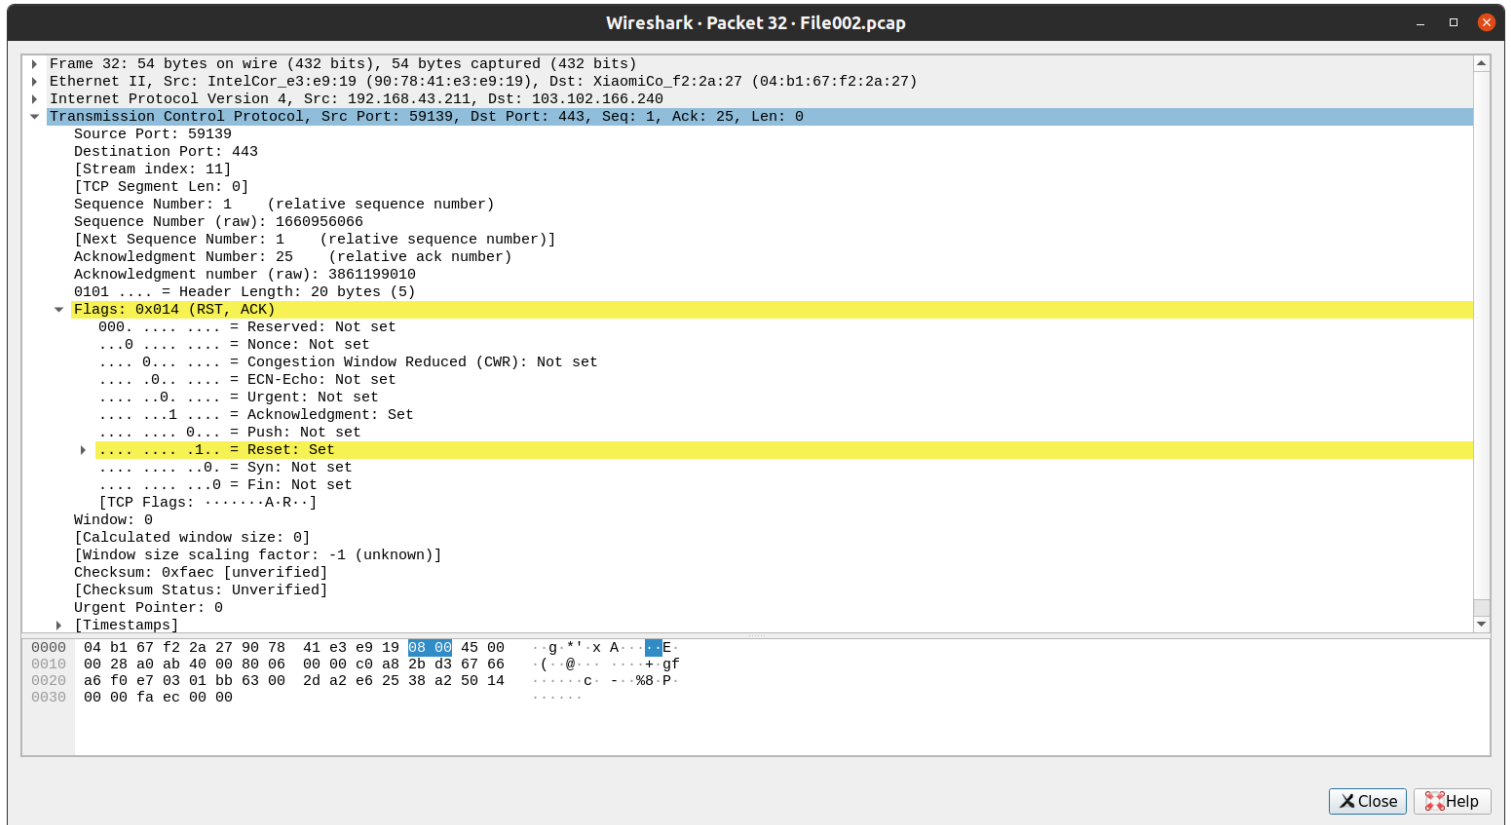 Wireshark · Packet 32 · File002.pcap
Frame 32: 54 bytes on wire (432 bits), 54 bytes captured (432 bits)
Ethernet II, Src: IntelCor_e3:e9:19 (90:78:41:e3:e9:19), Dst: XiaomiCo_f2:2a:27 (04:b1:67:f2:2a:27)
Internet Protocol Version 4, Src: 192.168.43.211, Dst: 103.102.166.240
Transmission Control Protocol, Src Port: 59139, Dst Port: 443, Seq: 1, Ack: 25, Len: 0
Source Port: 59139
Destination Port: 443
[Stream index: 11]
[TCP Segment Len: 0]
Sequence Number: 1    (relative sequence number)
Sequence Number (raw): 1660956066
[Next Sequence Number: 1    (relative sequence number)]
Acknowledgment Number: 25    (relative ack number)
Acknowledgment number (raw): 3861199010
0101 .... = Header Length: 20 bytes (5)
Flags: 0x014 (RST, ACK)
000. .... .... = Reserved: Not set
...0 .... .... = Nonce: Not set
.... 0... .... = Congestion Window Reduced (CWR): Not set
.... .0.. .... = ECN-Echo: Not set
.... ..0. .... = Urgent: Not set
.... ...1 .... = Acknowledgment: Set
.... .... 0... = Push: Not set
.... .... .1.. = Reset: Set
.... .... ..0. = Syn: Not set
.... .... ...0 = Fin: Not set
[TCP Flags: ·······A·R··]
Window: 0
[Calculated window size: 0]
[Window size scaling factor: -1 (unknown)]
Checksum: 0xfaec [unverified]
[Checksum Status: Unverified]
Urgent Pointer: 0
[Timestamps]
0000 04 b1 67 f2 2a 27 90 78 41 e3 e9 19 08 00 45 00 ··g·*'·x A·····E·
0010 00 28 a0 ab 40 00 80 06 00 00 c0 a8 2b d3 67 66 ·(··@··· ····+·gf
0020 a6 f0 e7 03 01 bb 63 00 2d a2 e6 25 38 a2 50 14 ······c· -··%8·P·
0030 00 00 fa ec 00 00 ······
Close Help